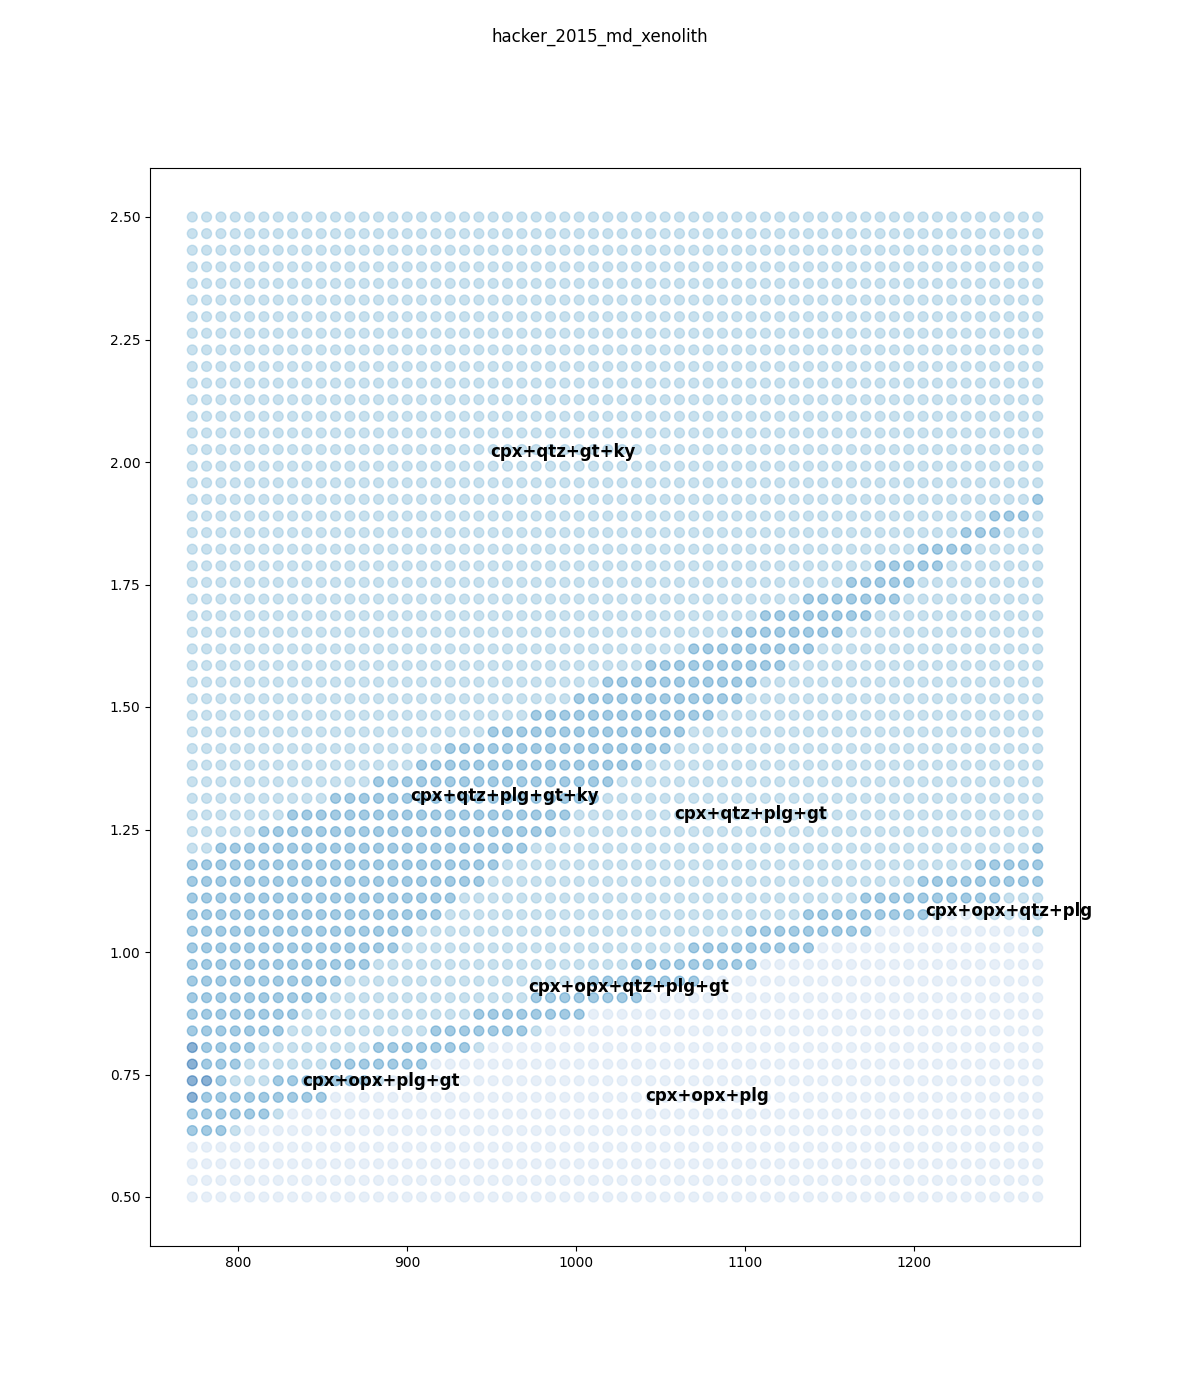 hacker_2015_md_xenolith
2.50
2.25
2.00
cpx+qtz+gt+ky
1.75
1.50
cpx+qtz+plg+gt+ky
cpx+qtz+plg+gt
1.25
cpx+opx+qtz+plg
1.00
cpx+opx+qtz+plg+gt
0.75
cpx+opx+plg+gt
cpx+opx+plg
0.50
800 900 1000 1100 1200